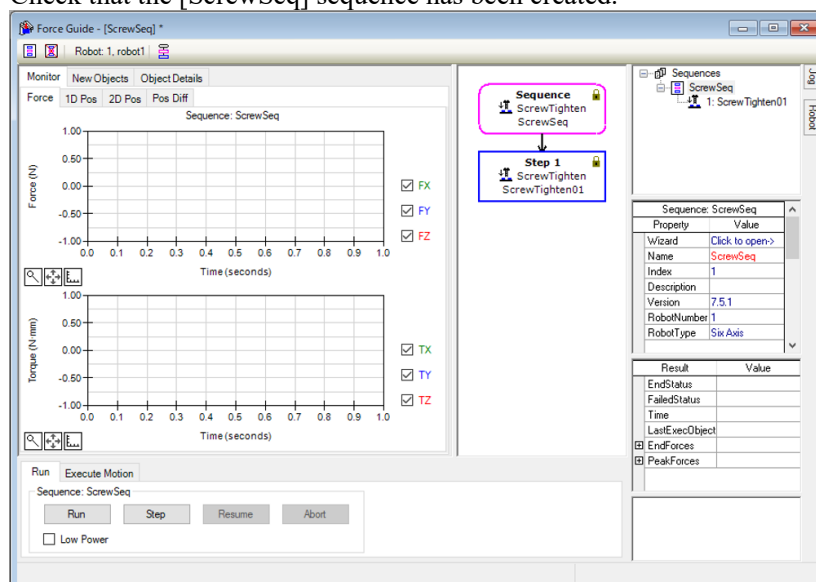 Check that the [ScrewSeq] sequence has been created.
Force Guide - [ScrewSeq] *
Robot: 1, robot1
Monitor New Objects Object Details
Force 1D Pos 2D Pos Pos Diff
Sequence: ScrewSeq
1.00
0.50
0.00
-0.50
-1.00
Force (N)
0.0 0.1 0.2 0.3 0.4 0.5 0.6 0.7 0.8 0.9 1.0
Time (seconds)
FX
FY
FZ
1.00
0.50
0.00
-0.50
-1.00
Torque (N·mm)
0.0 0.1 0.2 0.3 0.4 0.5 0.6 0.7 0.8 0.9 1.0
Time (seconds)
TX
TY
TZ
Run Execute Motion
Sequence: ScrewSeq
Run Step Resume Abort
Low Power
Sequence
ScrewTighten
ScrewSeq
Step 1
ScrewTighten
ScrewTighten01
Sequences
ScrewSeq
1: ScrewTighten01
Jog
Robot
Sequence: ScrewSeq
Property Value
Wizard Click to open->
Name ScrewSeq
Index 1
Description
Version 7.5.1
RobotNumber 1
RobotType SixAxis
Result Value
EndStatus
FailedStatus
Time
LastExecObject
EndForces
PeakForces